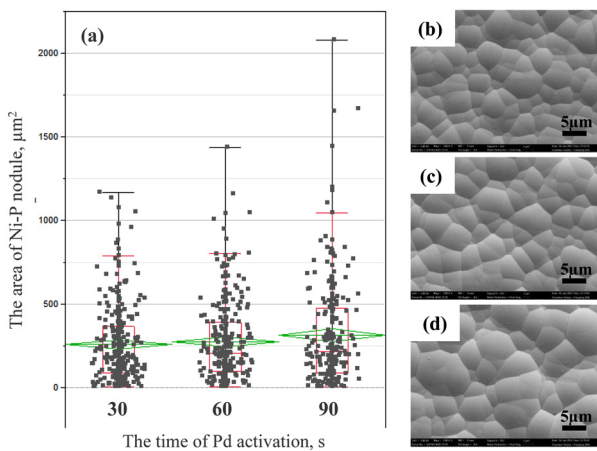 (a)
2000
1500
1000
500
0
The area of Ni-P nodule, μm²
30
60
90
The time of Pd activation, s
(b)
5μm
(c)
5μm
(d)
5μm